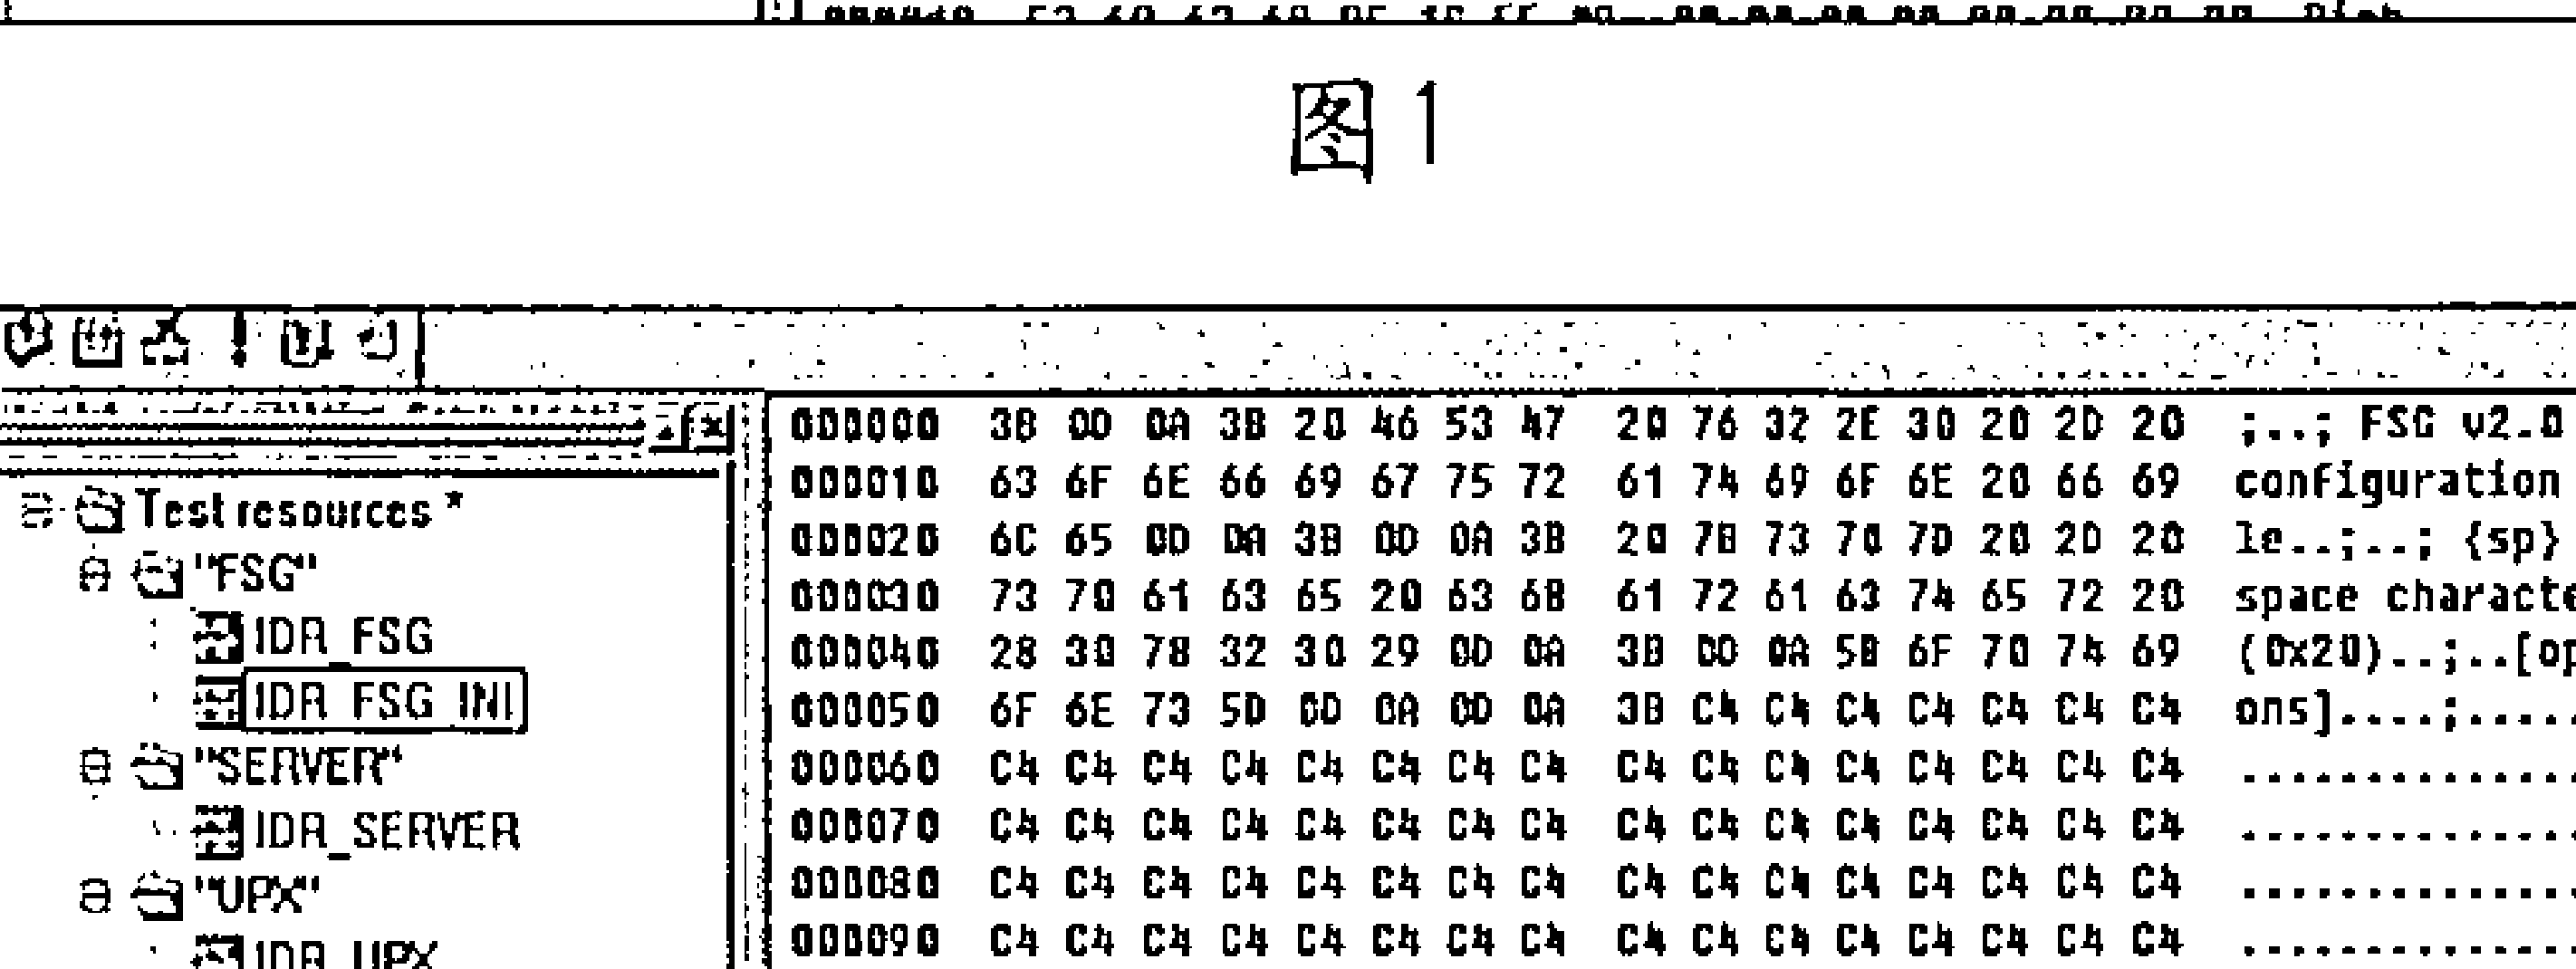 图 1
Test resources *
"FSG"
IDR_FSG
IDR_FSG_INI
"SERVER"
IDR_SERVER
"UPX"
IDR_UPX
000000 3B 0D 0A 3B 20 46 53 47 20 76 32 2E 30 20 2D 20 ;..; FSG v2.0
000010 63 6F 6E 66 69 67 75 72 61 74 69 6F 6E 20 66 69 configuration
000020 6C 65 0D 0A 3B 0D 0A 3B 20 7B 73 70 7D 20 2D 20 le..;..; {sp}
000030 73 70 61 63 65 20 63 68 61 72 61 63 74 65 72 20 space characte
000040 28 30 78 32 30 29 0D 0A 3B 0D 0A 5B 6F 70 74 69 (0x20)..;..[op
000050 6F 6E 73 5D 0D 0A 0D 0A 3B C4 C4 C4 C4 C4 C4 C4 ons]....;.....
000060 C4 C4 C4 C4 C4 C4 C4 C4 C4 C4 C4 C4 C4 C4 C4 C4 ..............
000070 C4 C4 C4 C4 C4 C4 C4 C4 C4 C4 C4 C4 C4 C4 C4 C4 ..............
000080 C4 C4 C4 C4 C4 C4 C4 C4 C4 C4 C4 C4 C4 C4 C4 C4 ..............
000090 C4 C4 C4 C4 C4 C4 C4 C4 C4 C4 C4 C4 C4 C4 C4 C4 ..............